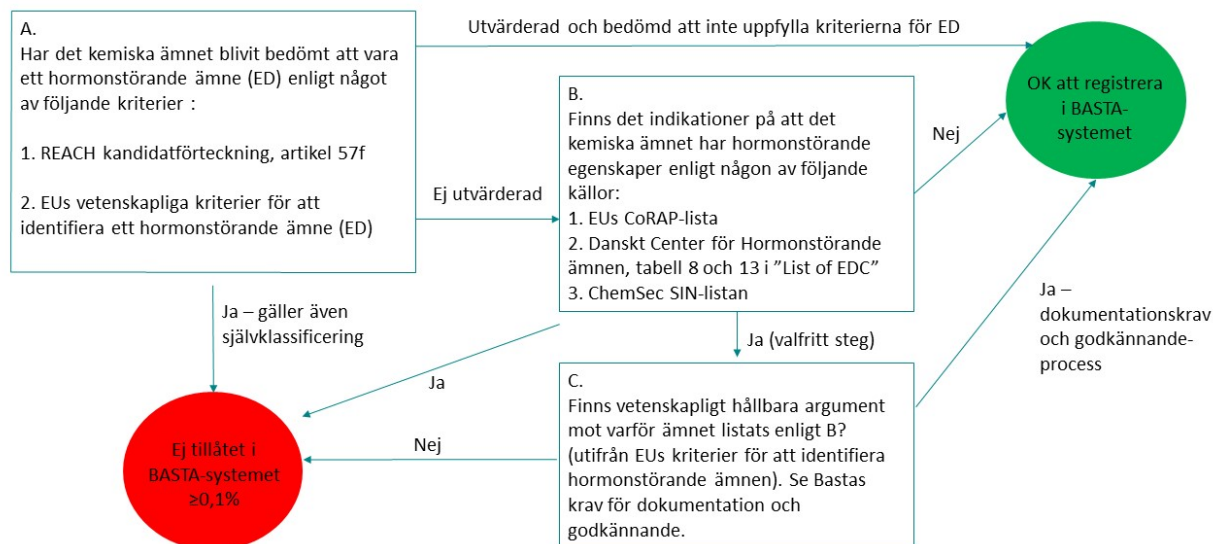 A.
Har det kemiska ämnet blivit bedömt att vara
ett hormonstörande ämne (ED) enligt något
av följande kriterier :
1. REACH kandidatförteckning, artikel 57f
2. EUs vetenskapliga kriterier för att
identifiera ett hormonstörande ämne (ED)
Utvärderad och bedömd att inte uppfylla kriterierna för ED
OK att registrera
i BASTA-
systemet
Ej utvärderad
B.
Finns det indikationer på att det
kemiska ämnet har hormonstörande
egenskaper enligt någon av följande
källor:
1. EUs CoRAP-lista
2. Danskt Center för Hormonstörande
ämnen, tabell 8 och 13 i ”List of EDC”
3. ChemSec SIN-listan
Nej
Ja – gäller även
självklassificering
Ja
Ja (valfritt steg)
Ja –
dokumentationskrav
och godkännande-
process
C.
Finns vetenskapligt hållbara argument
mot varför ämnet listats enligt B?
(utifrån EUs kriterier för att identifiera
hormonstörande ämnen). Se Bastas
krav för dokumentation och
godkännande.
Nej
Ej tillåtet i
BASTA-systemet
≥0,1%